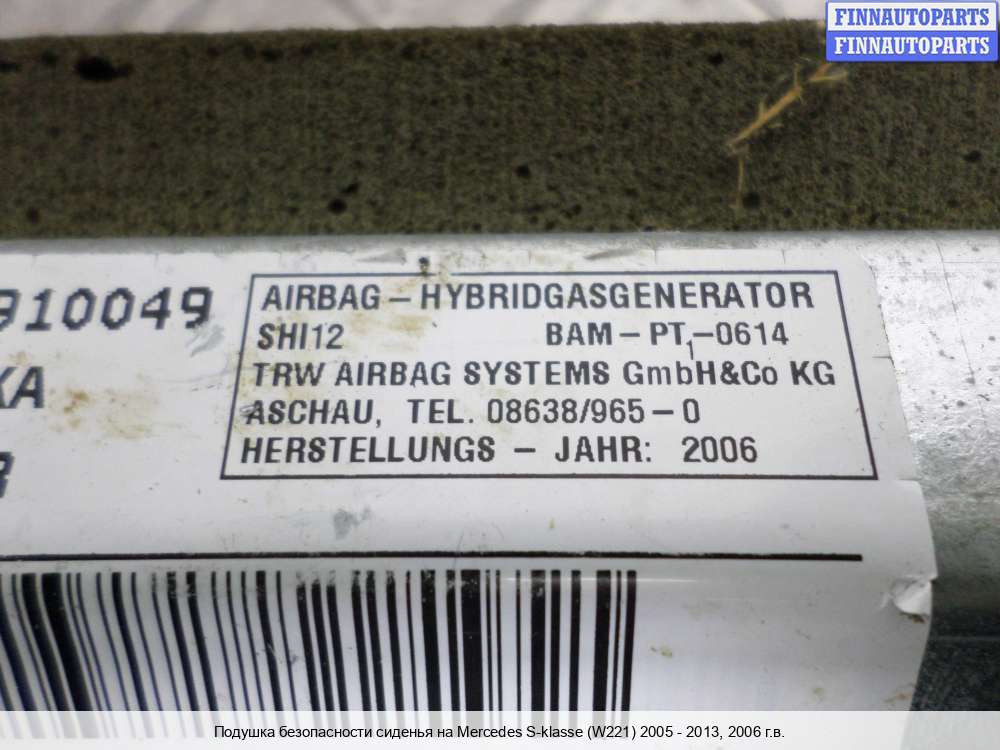 FINNAUTOPARTS
FINNAUTOPARTS
910049
AIRBAG – HYBRIDGASGENERATOR
SHI12 BAM – PT1–0614
KA
TRW AIRBAG SYSTEMS GmbH&Co KG
ASCHAU, TEL. 08638/965 – 0
HERSTELLUNGS – JAHR: 2006
Подушка безопасности сиденья на Mercedes S-klasse (W221) 2005 - 2013, 2006 г.в.